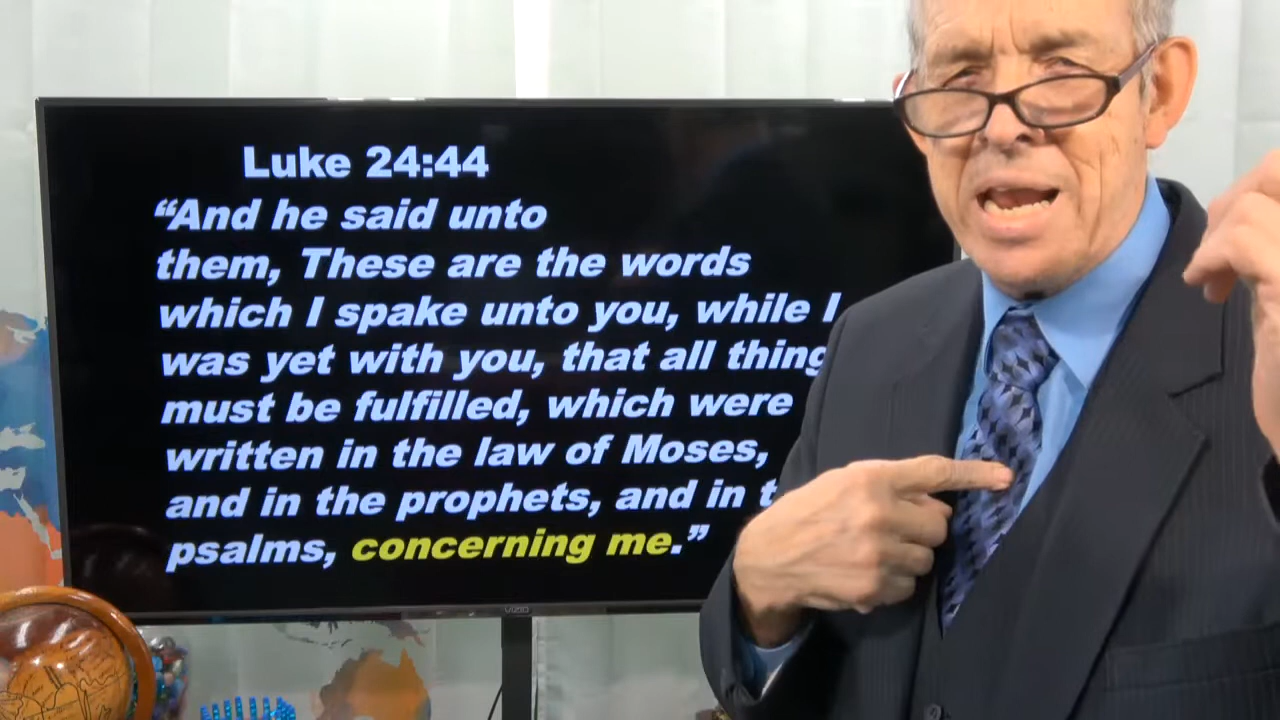 Luke 24:44
“And he said unto
them, These are the words
which I spake unto you, while I
was yet with you, that all thing
must be fulfilled, which were
written in the law of Moses,
and in the prophets, and in t
psalms, concerning me.”
VIZIO